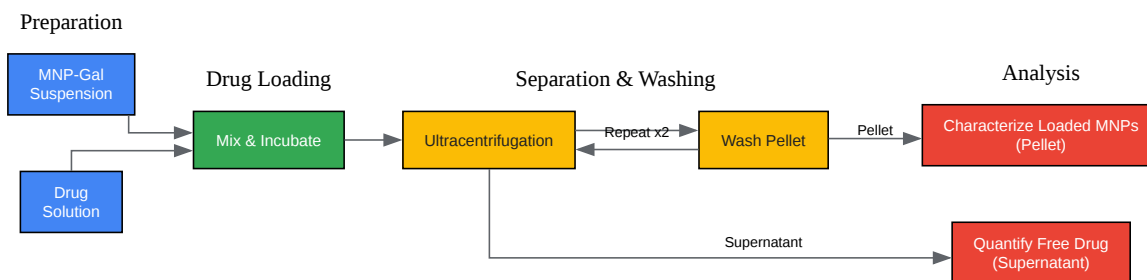 Preparation
MNP-Gal
Suspension
Drug
Solution
Drug Loading
Mix & Incubate
Separation & Washing
Ultracentrifugation
Repeat x2
Wash Pellet
Pellet
Supernatant
Analysis
Characterize Loaded MNPs
(Pellet)
Quantify Free Drug
(Supernatant)